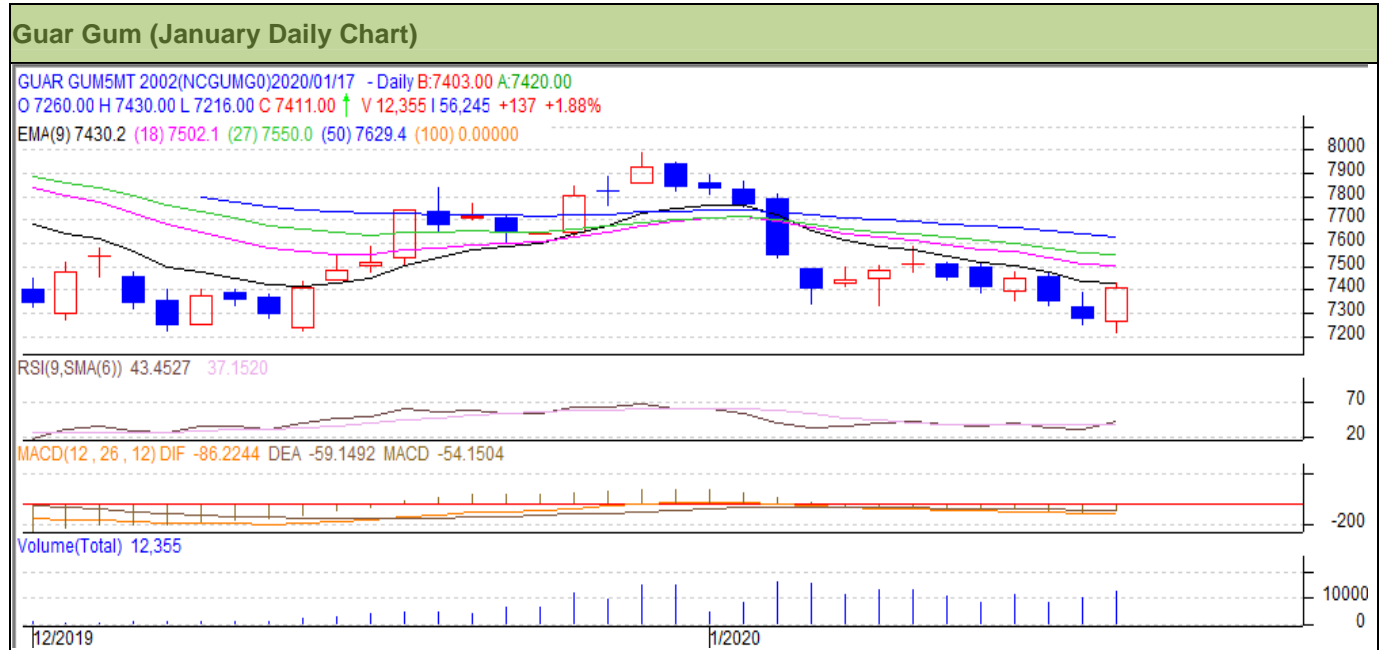 Guar Gum (January Daily Chart)
GUAR GUM5MT 2002(NCGUMG0)2020/01/17 - Daily B:7403.00 A:7420.00
O 7260.00 H 7430.00 L 7216.00 C 7411.00 ↑ V 12,355 I 56,245 +137 +1.88%
EMA(9) 7430.2 (18) 7502.1 (27) 7550.0 (50) 7629.4 (100) 0.00000
8000
7900
7800
7700
7600
7500
7400
7300
7200
RSI(9,SMA(6)) 43.4527 37.1520
70
20
MACD(12 , 26 , 12) DIF -86.2244 DEA -59.1492 MACD -54.1504
-200
Volume(Total) 12,355
10000
0
12/2019 1/2020